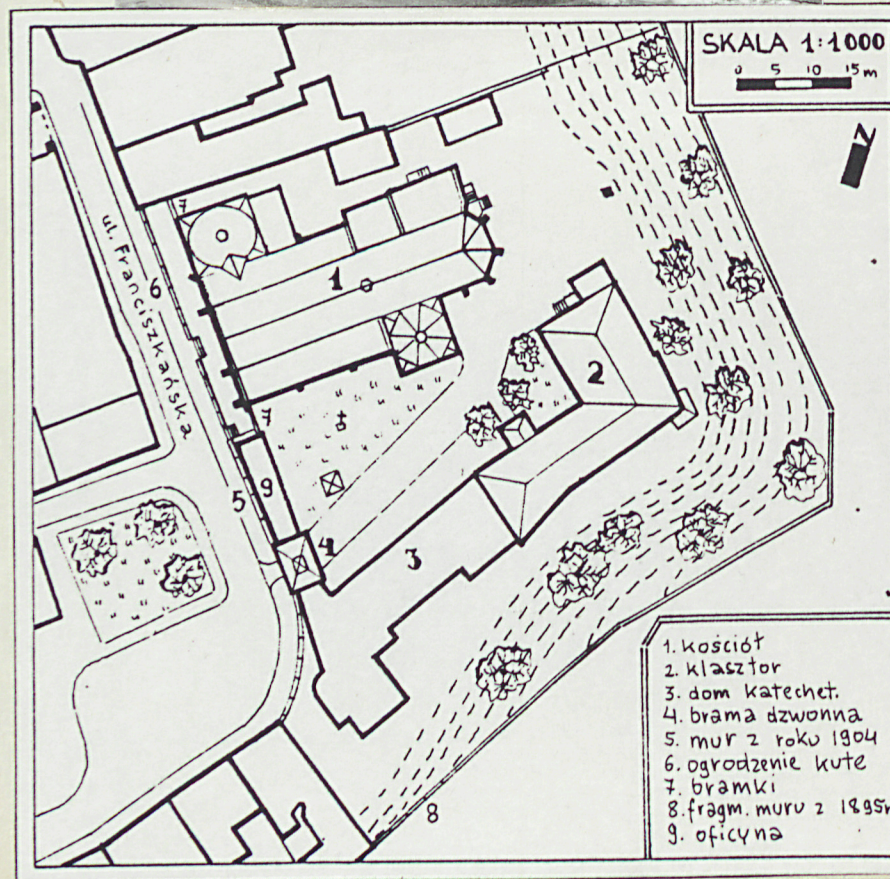 SKALA 1:1000
0 5 10 15 m
N
ul. Franciszkańska
7
1
6
2
7
9
5
4
3
8
1. kościół
2. klasztor
3. dom katechet.
4. brama dzwonna
5. mur z roku 1904
6. ogrodzenie kute
7. bramki
8. fragm. muru z 1895r
9. oficyna